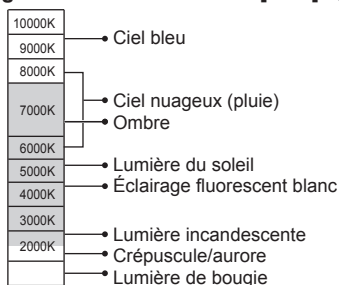 10000K
9000K
Ciel bleu
8000K
7000K
Ciel nuageux (pluie)
Ombre
6000K
5000K
Lumière du soleil
4000K
Éclairage fluorescent blanc
3000K
2000K
Lumière incandescente
Crépuscule/aurore
Lumière de bougie